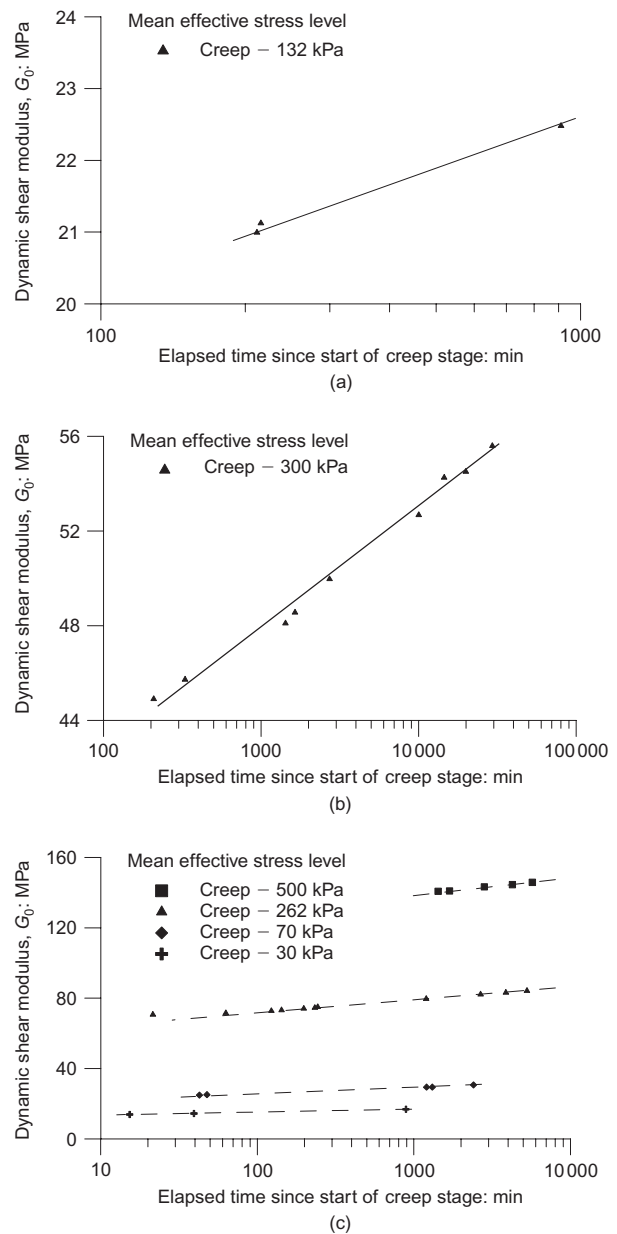 24
Mean effective stress level
Creep – 132 kPa
23
22
21
20
Dynamic shear modulus, G0: MPa
100
1000
Elapsed time since start of creep stage: min
(a)
56
Mean effective stress level
Creep – 300 kPa
52
48
44
Dynamic shear modulus, G0: MPa
100
1000
10 000
100 000
Elapsed time since start of creep stage: min
(b)
160
Mean effective stress level
Creep – 500 kPa
Creep – 262 kPa
Creep – 70 kPa
Creep – 30 kPa
120
80
40
0
Dynamic shear modulus, G0: MPa
10
100
1000
10 000
Elapsed time since start of creep stage: min
(c)